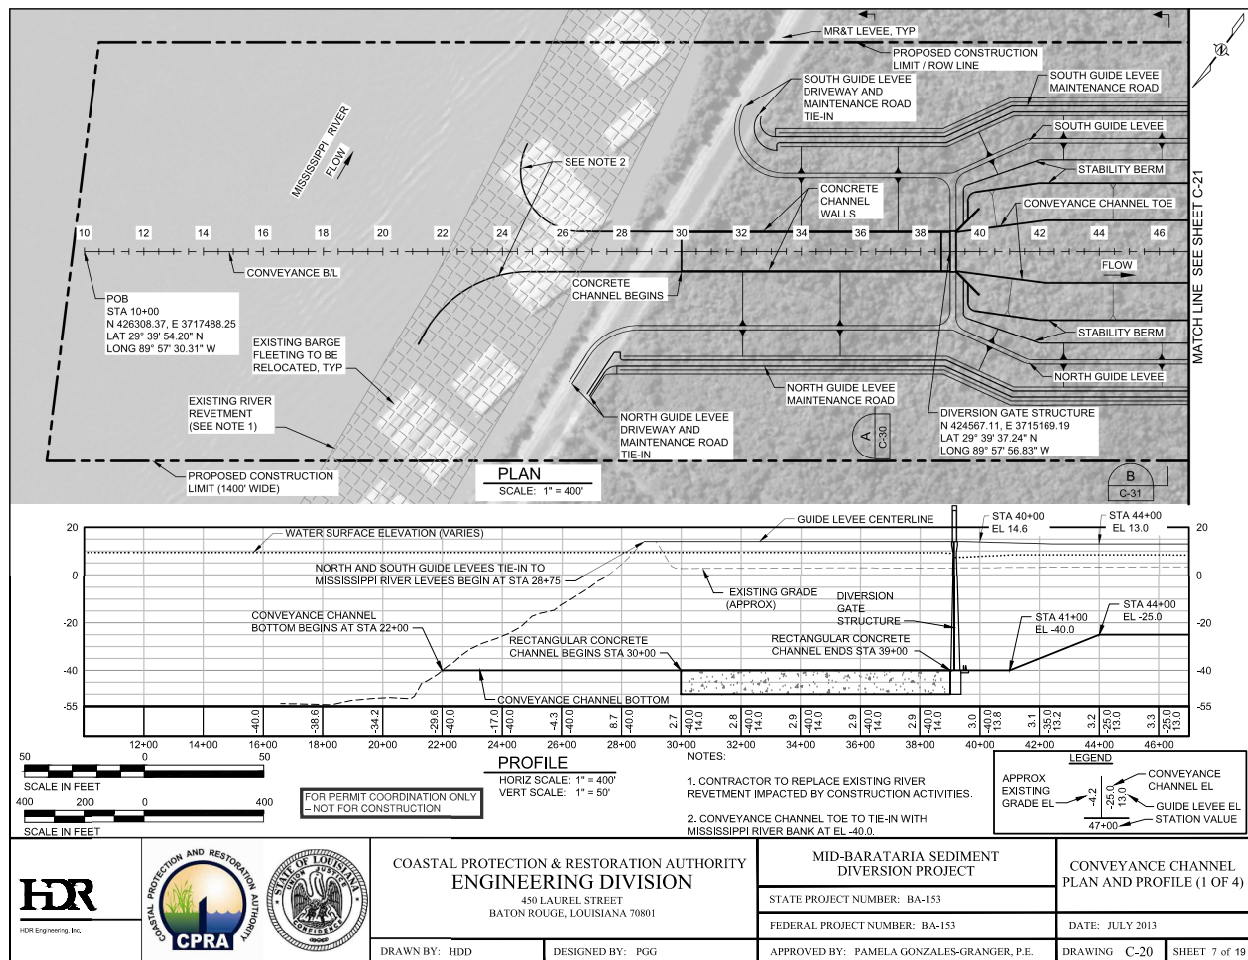 MR&T LEVEE, TYP
PROPOSED CONSTRUCTION
LIMIT / ROW LINE
SOUTH GUIDE LEVEE
DRIVEWAY AND
MAINTENANCE ROAD
TIE-IN
SOUTH GUIDE LEVEE
MAINTENANCE ROAD
SOUTH GUIDE LEVEE
STABILITY BERM
CONVEYANCE CHANNEL TOE
MISSISSIPPI RIVER
FLOW
SEE NOTE 2
CONCRETE
CHANNEL
WALLS
MATCH LINE SEE SHEET C-21
10 12 14 16 18 20 22 24 26 28 30 32 34 36 38 40 42 44 46
CONVEYANCE B/L
CONCRETE
CHANNEL BEGINS
FLOW
POB
STA 10+00
N 426308.37, E 3717488.25
LAT 29° 39' 54.20" N
LONG 89° 57' 30.31" W
EXISTING BARGE
FLEETING TO BE
RELOCATED, TYP
STABILITY BERM
NORTH GUIDE LEVEE
EXISTING RIVER
REVETMENT
(SEE NOTE 1)
NORTH GUIDE LEVEE
MAINTENANCE ROAD
NORTH GUIDE LEVEE
DRIVEWAY AND
MAINTENANCE ROAD
TIE-IN
A
C-30
DIVERSION GATE STRUCTURE
N 424567.11, E 3715169.19
LAT 29° 39' 37.24" N
LONG 89° 57' 56.83" W
PROPOSED CONSTRUCTION
LIMIT (1400' WIDE)
PLAN
SCALE: 1" = 400'
B
C-31
20
0
-20
-40
-55
WATER SURFACE ELEVATION (VARIES)
GUIDE LEVEE CENTERLINE
STA 40+00
EL 14.6
STA 44+00
EL 13.0
NORTH AND SOUTH GUIDE LEVEES TIE-IN TO
MISSISSIPPI RIVER LEVEES BEGIN AT STA 28+75
EXISTING GRADE
(APPROX)
DIVERSION
GATE
STRUCTURE
CONVEYANCE CHANNEL
BOTTOM BEGINS AT STA 22+00
RECTANGULAR CONCRETE
CHANNEL BEGINS STA 30+00
RECTANGULAR CONCRETE
CHANNEL ENDS STA 39+00
STA 41+00
EL -40.0
STA 44+00
EL -25.0
CONVEYANCE CHANNEL BOTTOM
20
0
-20
-40
-55
-40.0
-38.6
-34.2
-29.6 -40.0
-17.0 -40.0
-4.3 -40.0
8.7 -40.0
2.7 -40.0 14.0
2.8 -40.0 14.0
2.9 -40.0 14.0
2.9 -40.0 14.0
3.0 -40.0 14.0
3.0 -40.0 13.8
3.1 -35.0 13.2
3.2 -25.0 13.0
3.3 -25.0 13.0
12+00 14+00 16+00 18+00 20+00 22+00 24+00 26+00 28+00 30+00 32+00 34+00 36+00 38+00 40+00 42+00 44+00 46+00
50 0 50
SCALE IN FEET
400 200 0 400
SCALE IN FEET
FOR PERMIT COORDINATION ONLY
– NOT FOR CONSTRUCTION
PROFILE
HORIZ SCALE: 1" = 400'
VERT SCALE: 1" = 50'
NOTES:
1. CONTRACTOR TO REPLACE EXISTING RIVER
REVETMENT IMPACTED BY CONSTRUCTION ACTIVITIES.
2. CONVEYANCE CHANNEL TOE TO TIE-IN WITH
MISSISSIPPI RIVER BANK AT EL -40.0.
LEGEND
APPROX
EXISTING
GRADE EL
-4.2
-25.0
13.0
47+00
CONVEYANCE
CHANNEL EL
GUIDE LEVEE EL
STATION VALUE
HDR
HDR Engineering, Inc.
COASTAL PROTECTION AND RESTORATION AUTHORITY
CPRA
STATE OF LOUISIANA
UNION JUSTICE
CONFIDENCE
COASTAL PROTECTION & RESTORATION AUTHORITY
ENGINEERING DIVISION
450 LAUREL STREET
BATON ROUGE, LOUISIANA 70801
DRAWN BY: HDD
DESIGNED BY: PGG
MID-BARATARIA SEDIMENT
DIVERSION PROJECT
STATE PROJECT NUMBER: BA-153
FEDERAL PROJECT NUMBER: BA-153
APPROVED BY: PAMELA GONZALES-GRANGER, P.E.
CONVEYANCE CHANNEL
PLAN AND PROFILE (1 OF 4)
DATE: JULY 2013
DRAWING C-20
SHEET 7 of 19